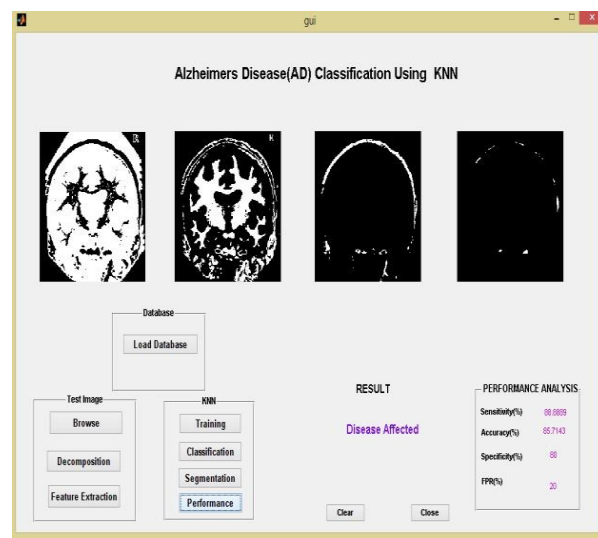 gui
Alzheimers Disease(AD) Classification Using KNN
Database
Load Database
Test Image
Browse
Decomposition
Feature Extraction
KNN
Training
Classification
Segmentation
Performance
RESULT
Disease Affected
Clear
Close
PERFORMANCE ANALYSIS
Sensitivity(%) 88.8889
Accuracy(%) 85.7143
Specificity(%)
FPR(%) 20